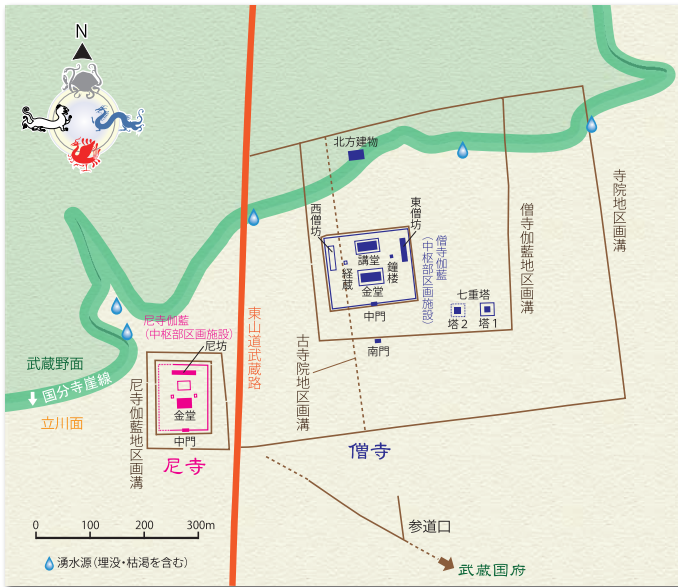 N
北方建物
寺院地区画溝
僧寺伽藍地区画溝
西僧坊
東僧坊
僧寺伽藍
(中枢部区画施設)
講堂
鐘楼
経蔵
金堂
中門
七重塔
塔2
塔1
南門
東山道武蔵路
古寺院地区画溝
尼寺伽藍
(中枢部区画施設)
尼坊
金堂
中門
尼寺伽藍地区画溝
武蔵野面
国分寺崖線
立川面
尼寺
僧寺
参道口
武蔵国府
0 100 200 300m
湧水源(埋没・枯渇を含む)